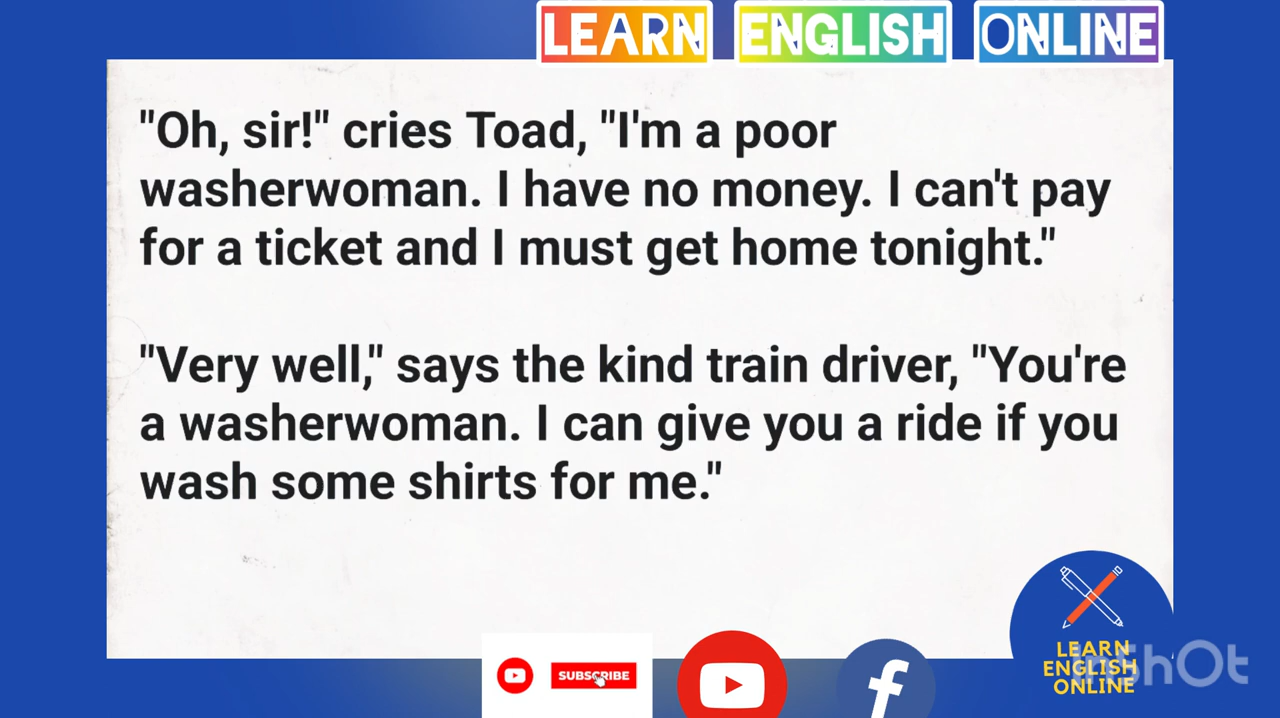 LEARN ENGLISH ONLINE
"Oh, sir!" cries Toad, "I'm a poor
washerwoman. I have no money. I can't pay
for a ticket and I must get home tonight."
"Very well," says the kind train driver, "You're
a washerwoman. I can give you a ride if you
wash some shirts for me."
SUBSCRIBE
LEARN
ENGLISH
ONLINE